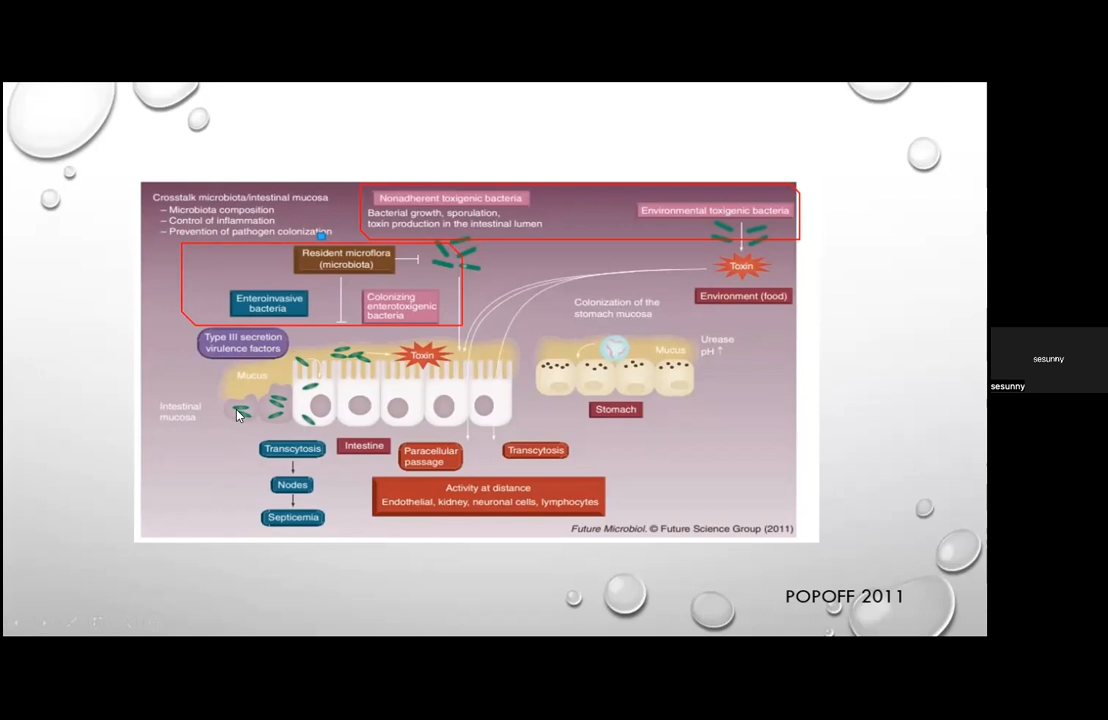 Crosstalk microbiota/intestinal mucosa
– Microbiota composition
– Control of inflammation
– Prevention of pathogen colonization
Nonadherent toxigenic bacteria
Bacterial growth, sporulation,
toxin production in the intestinal lumen
Environmental toxigenic bacteria
Resident microflora
(microbiota)
Toxin
Environment (food)
Enteroinvasive
bacteria
Colonizing
enterotoxigenic
bacteria
Colonization of the
stomach mucosa
Type III secretion
virulence factors
Toxin
Mucus
Urease
pH ↑
Mucus
Intestinal
mucosa
Stomach
Transcytosis
Intestine
Paracellular
passage
Transcytosis
Nodes
Activity at distance
Endothelial, kidney, neuronal cells, lymphocytes
Septicemia
Future Microbiol. © Future Science Group (2011)
POPOFF 2011
sesunny
sesunny